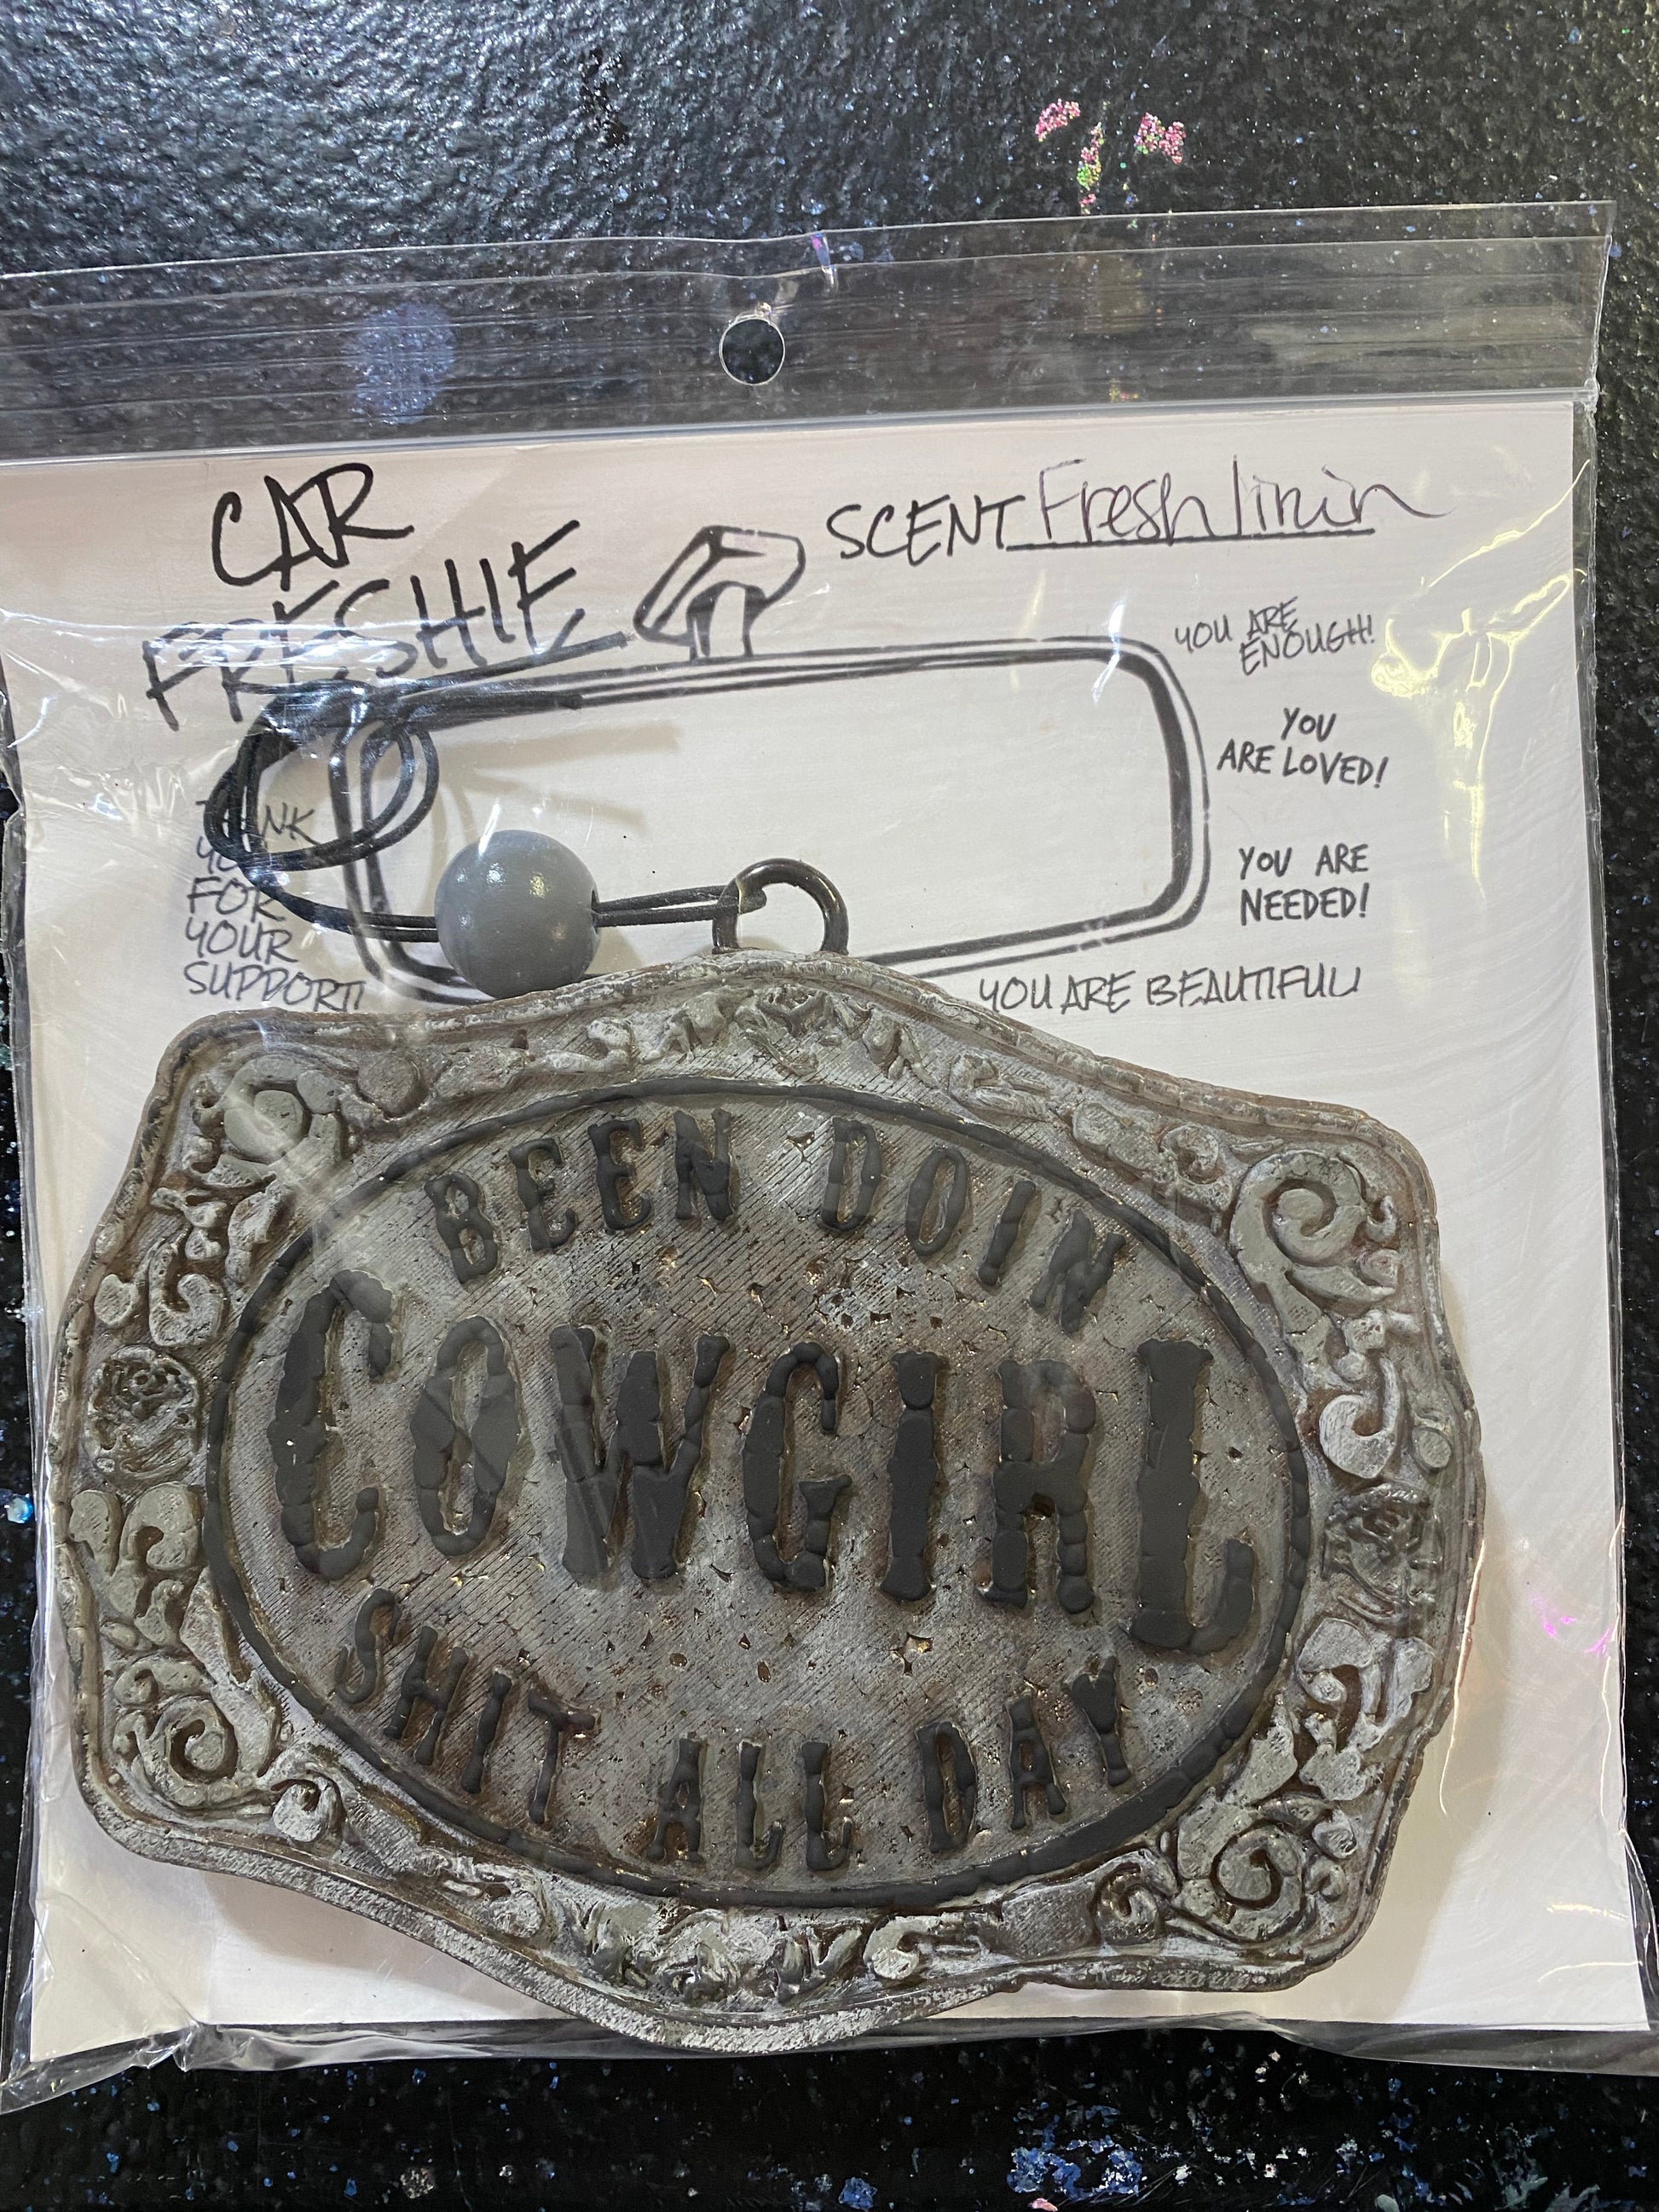 CAR
FRESHIE
SCENT Fresh linin
YOU ARE
ENOUGH!
YOU
ARE LOVED!
YOU ARE
NEEDED!
YOU ARE BEAUTIFUL!
FOR
YOUR
SUPPORT!
BEEN DOIN
COWGIRL
SHIT ALL DAY